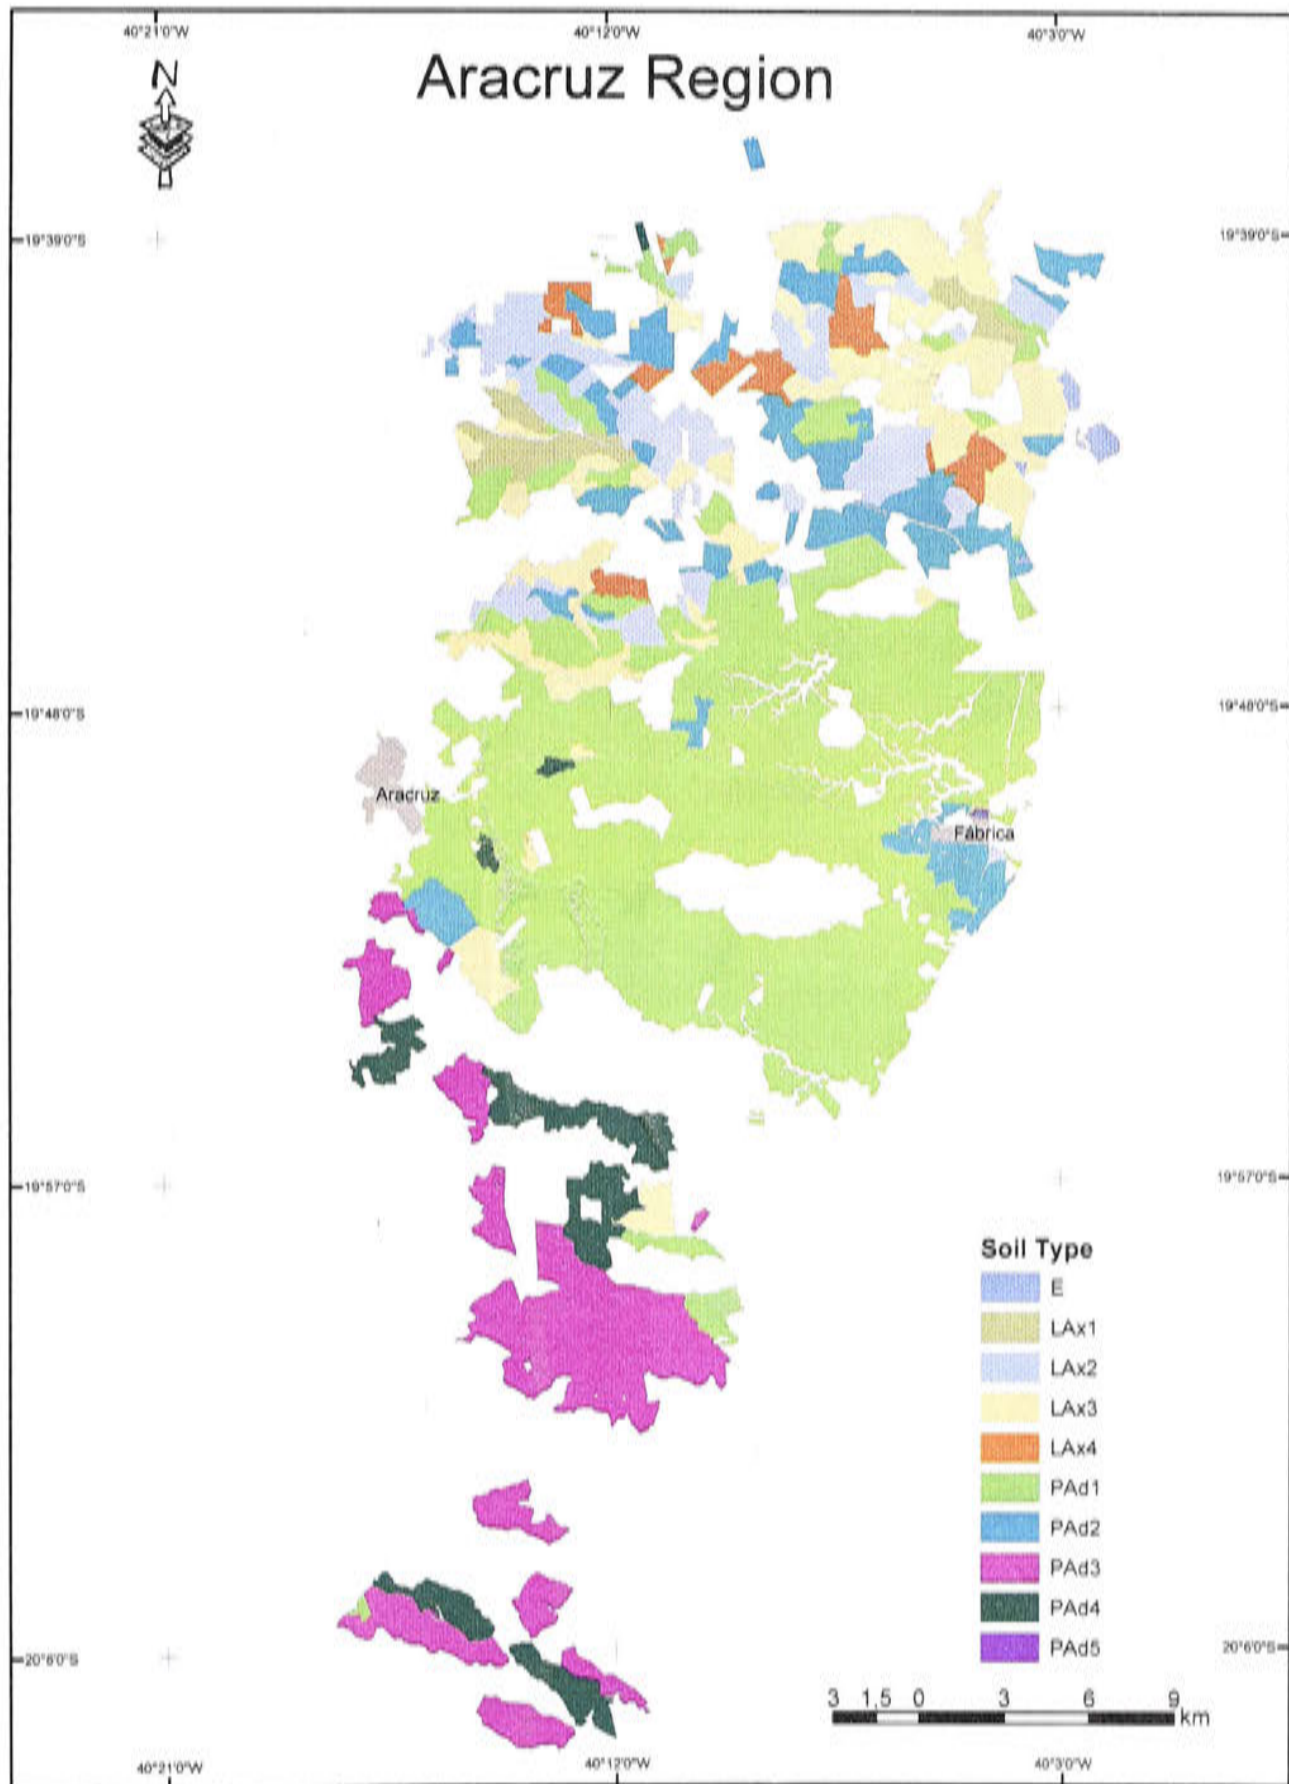 40°21'0"W 40°12'0"W 40°3'0"W
Aracruz Region
N
19°39'0"S 19°39'0"S
19°48'0"S 19°48'0"S
Aracruz
Fábrica
19°57'0"S 19°57'0"S
Soil Type
E
LAx1
LAx2
LAx3
LAx4
PAd1
PAd2
PAd3
PAd4
PAd5
20°6'0"S 20°6'0"S
3 1,5 0 3 6 9
km
40°21'0"W 40°12'0"W 40°3'0"W